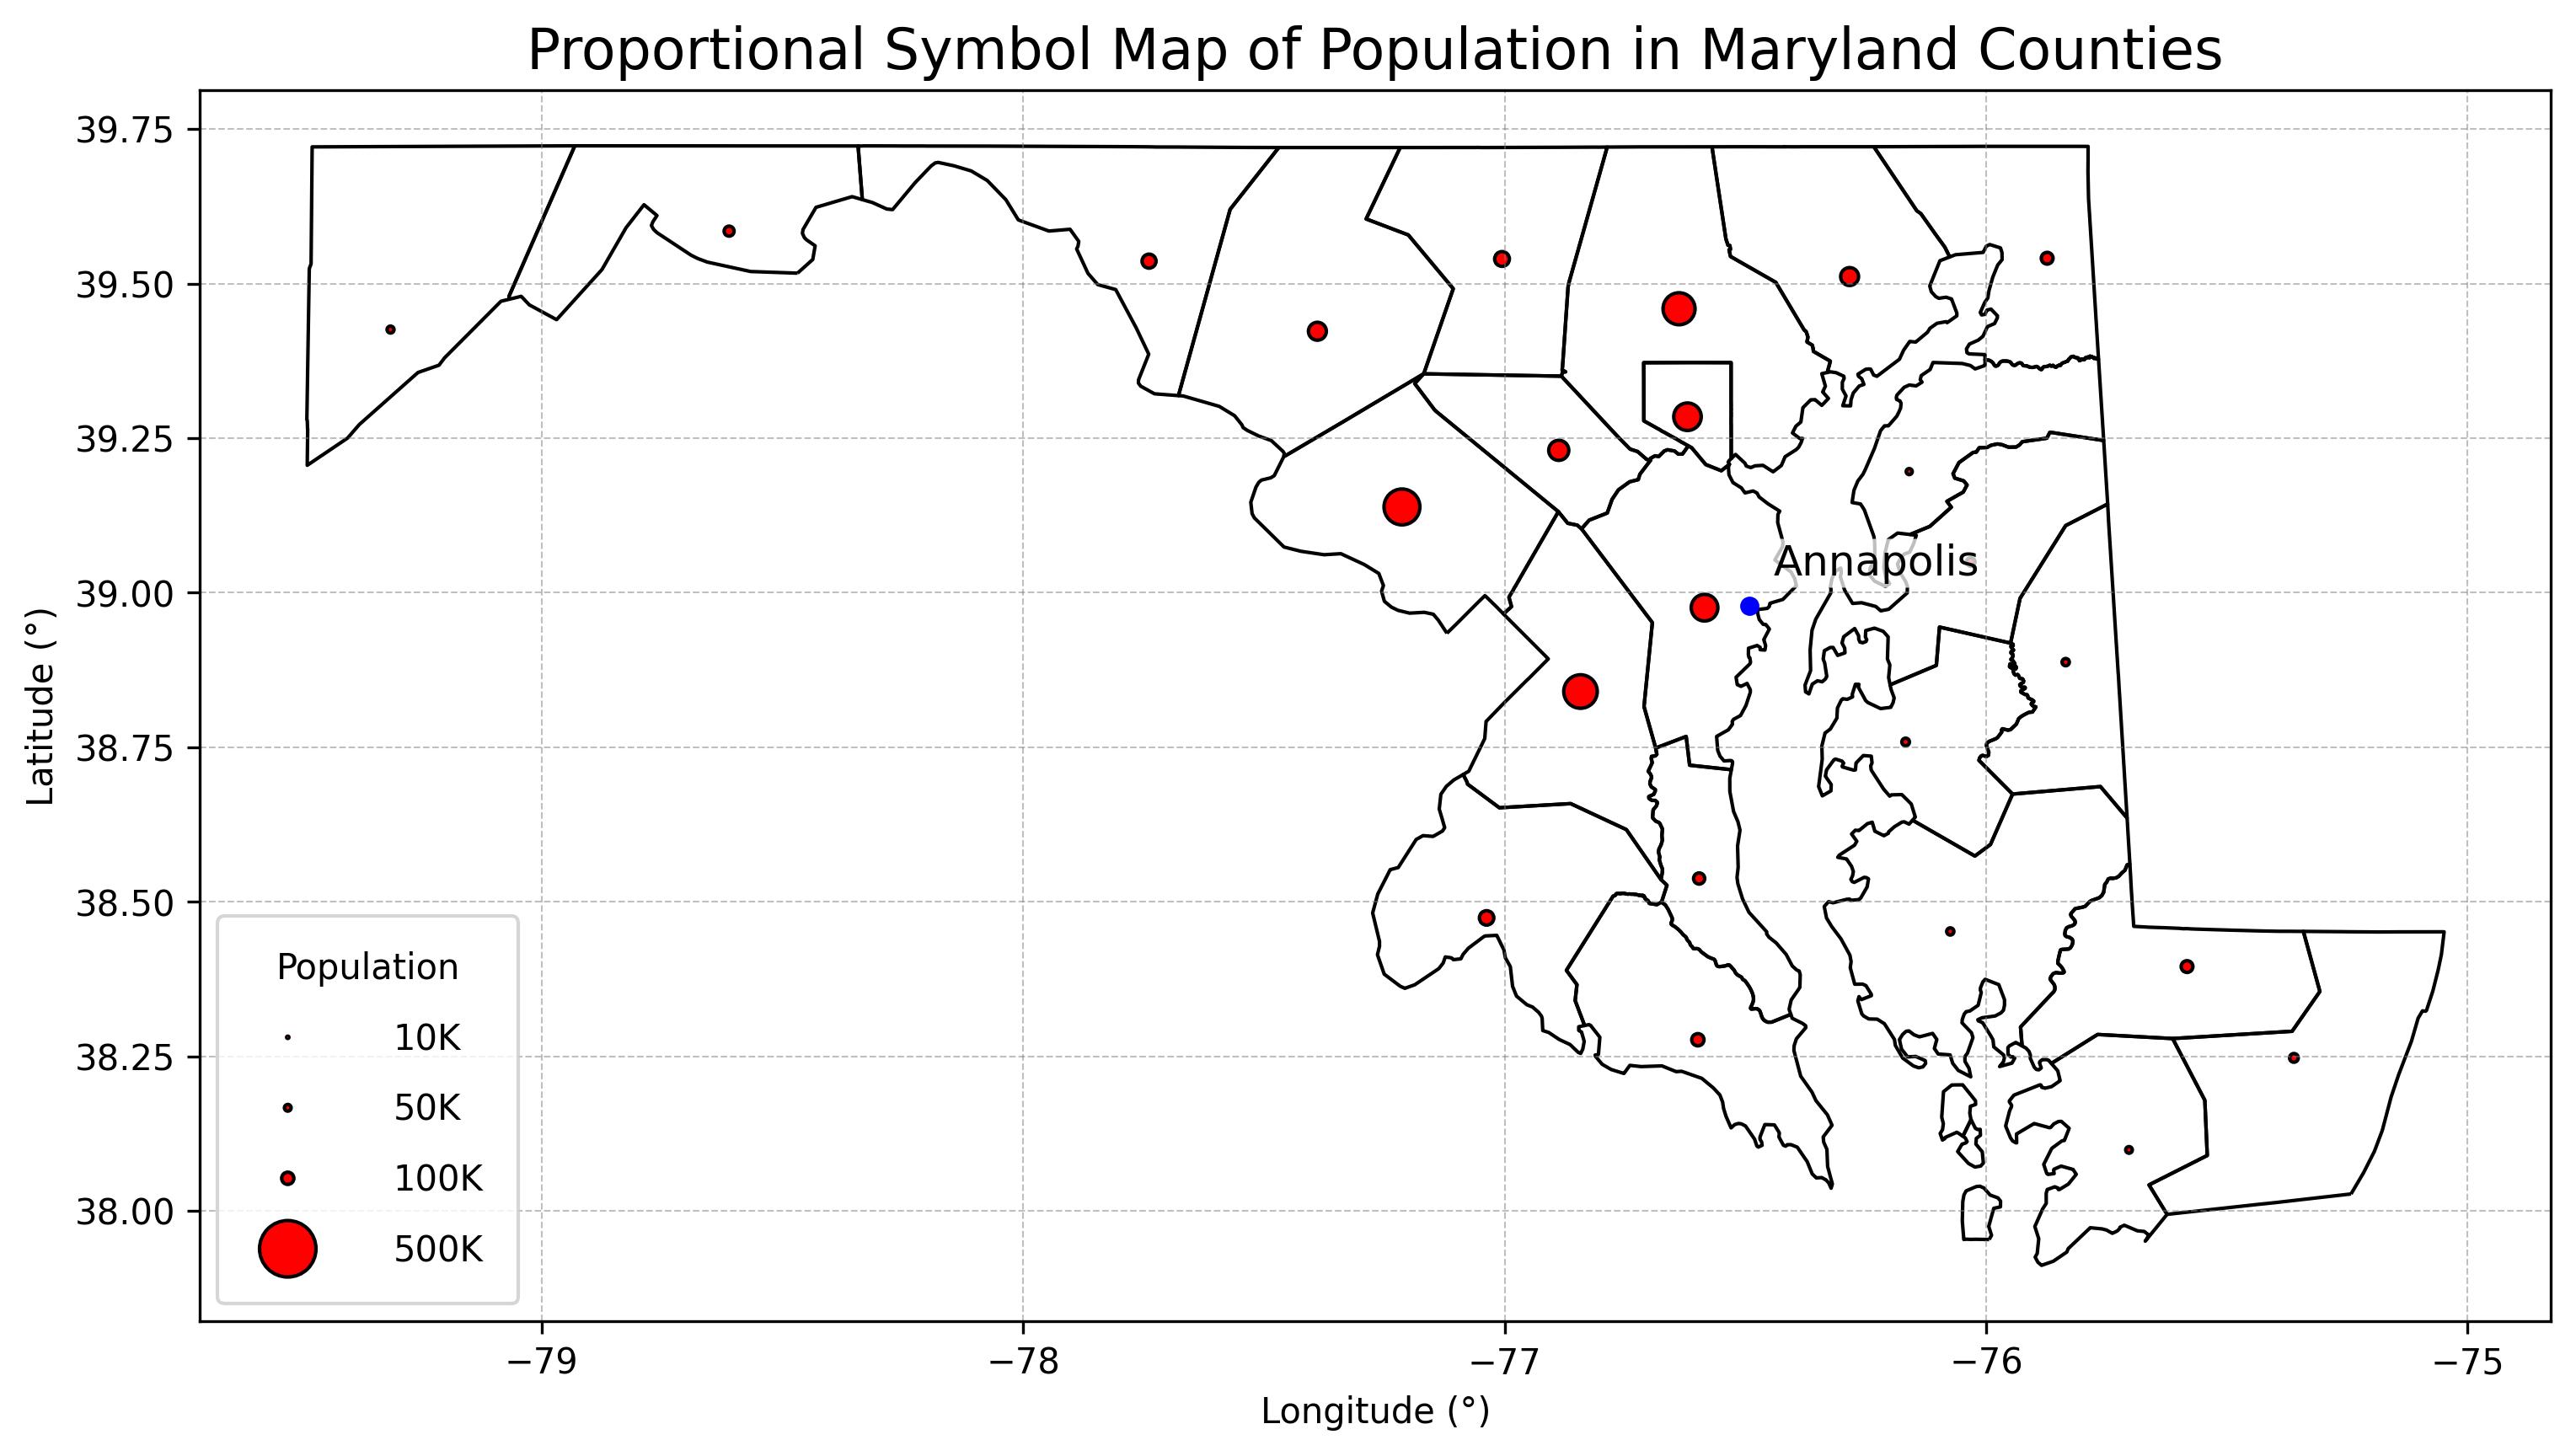 Proportional Symbol Map of Population in Maryland Counties
39.75
39.50
39.25
39.00
38.75
38.50
38.25
38.00
Latitude (°)
Annapolis
Population
10K
50K
100K
500K
−79
−78
−77
−76
−75
Longitude (°)